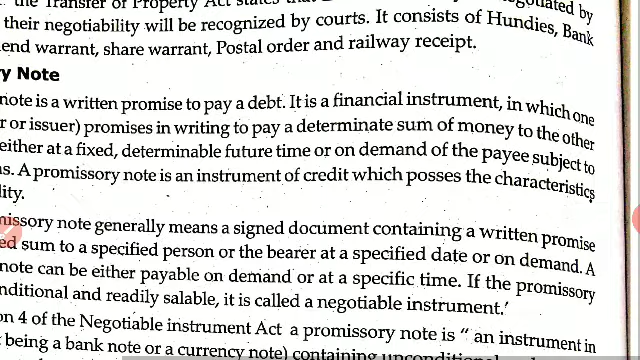 the Transfer of Property Act states that
their negotiability will be recognized by courts. It consists of Hundies, Bank
end warrant, share warrant, Postal order and railway receipt.
y Note
note is a written promise to pay a debt. It is a financial instrument, in which one
r or issuer) promises in writing to pay a determinate sum of money to the other
either at a fixed, determinable future time or on demand of the payee subject to
s. A promissory note is an instrument of credit which posses the characteristics
lity.
missory note generally means a signed document containing a written promise
ed sum to a specified person or the bearer at a specified date or on demand. A
note can be either payable on demand or at a specific time. If the promissory
nditional and readily salable, it is called a negotiable instrument.'
on 4 of the Negotiable instrument Act a promissory note is " an instrument in
being a bank note or a currency note) containing unconditional